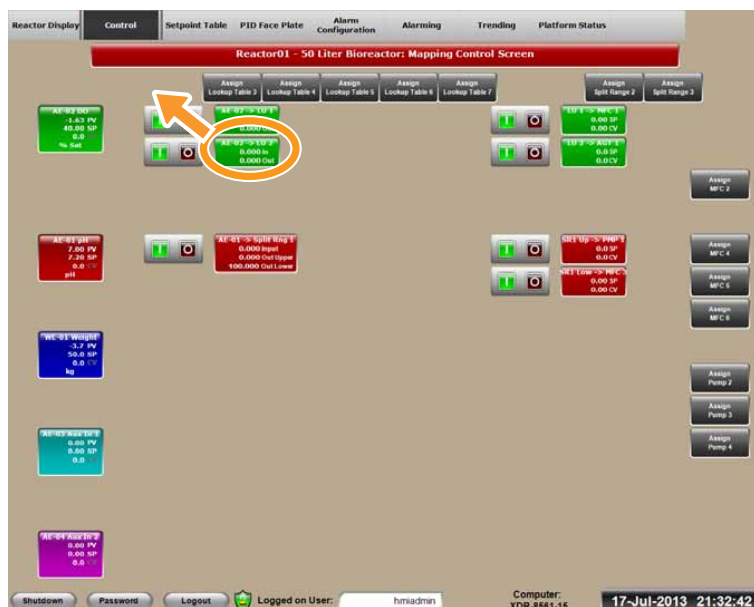 Reactor Display Control Setpoint Table PID Face Plate Alarm Configuration Alarming Trending Platform Status
Reactor01 - 50 Liter Bioreactor: Mapping Control Screen
Assign Lookup Table 3
Assign Lookup Table 4
Assign Lookup Table 5
Assign Lookup Table 6
Assign Lookup Table 7
Assign Split Range 2
Assign Split Range 3
-1.63 PV
40.00 SP
0.0
% Sat
AE-02 -> LU 1
0.000 Out
AE-02 -> LU 2
0.000 In
0.000 Out
LU 1 -> MFC 1
0.00 SP
0.00 CV
LU 2 -> AGT 1
0.0 SP
0.0 CV
Assign MFC 2
AE-01 pH
7.00 PV
7.20 SP
0.0 CV
pH
AE-01 -> Split Rng 1
0.000 Input
0.000 Out Upper
100.000 Out Lower
SR1 Up -> PMP 1
0.0 SP
0.0 CV
SR1 Low -> MFC 3
0.00 SP
0.00 CV
Assign MFC 4
Assign MFC 5
Assign MFC 6
WE-01 Weight
-3.7 PV
50.0 SP
0.0 CV
kg
Assign Pump 2
Assign Pump 3
Assign Pump 4
AE-03 Aux In 1
0.00 PV
0.00 SP
0.0
AE-04 Aux In 2
0.00 PV
0.00 SP
0.0
Shutdown Password Logout Logged on User: hmiadmin Computer: XDR-8561-15 17-Jul-2013 21:32:42